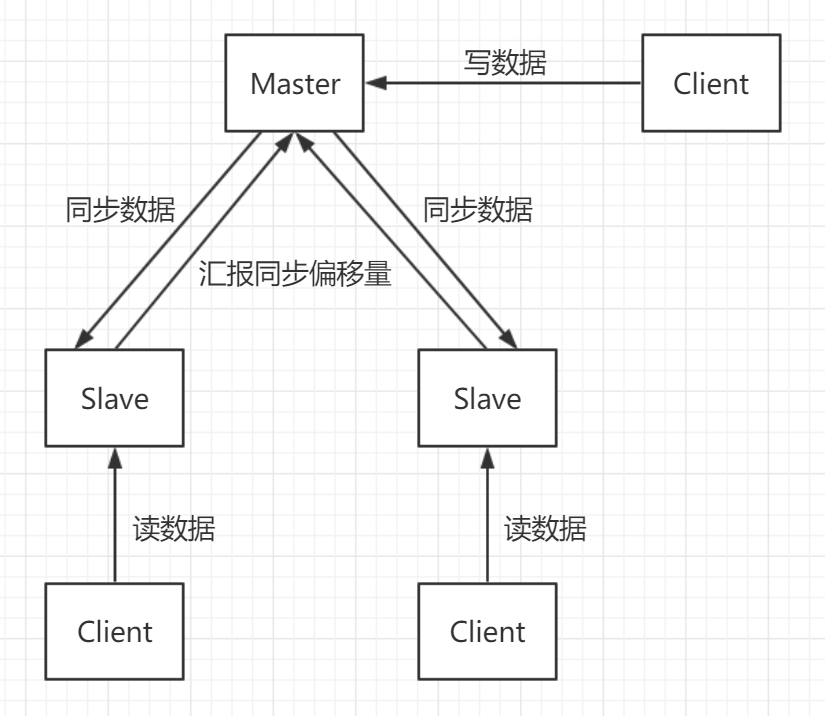 写数据
Master
Client
同步数据
同步数据
汇报同步偏移量
Slave
Slave
读数据
读数据
Client
Client